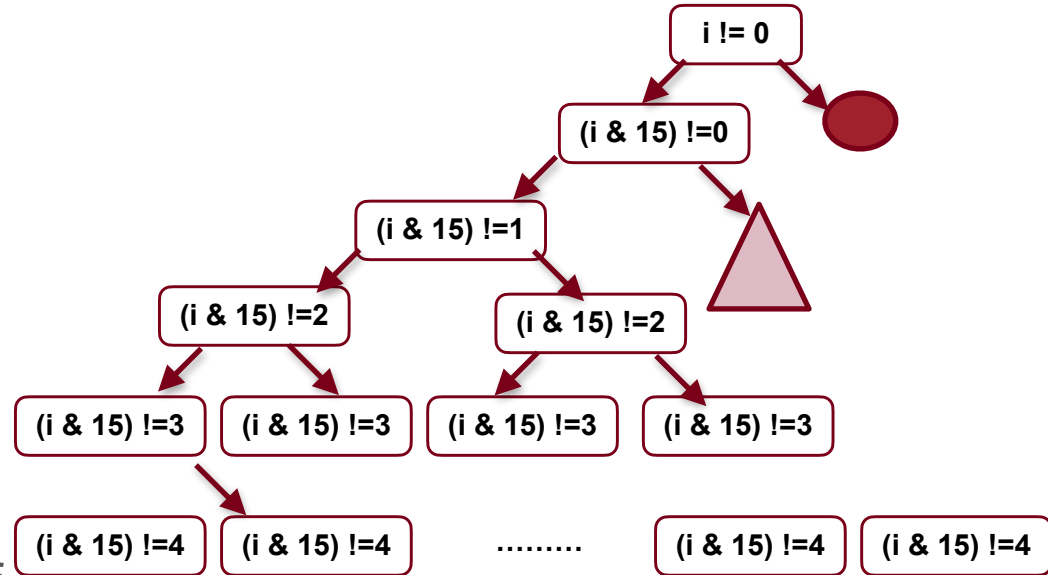 i != 0
(i & 15) !=0
(i & 15) !=1
(i & 15) !=2
(i & 15) !=2
(i & 15) !=3
(i & 15) !=3
(i & 15) !=3
(i & 15) !=3
(i & 15) !=4
(i & 15) !=4
.........
(i & 15) !=4
(i & 15) !=4